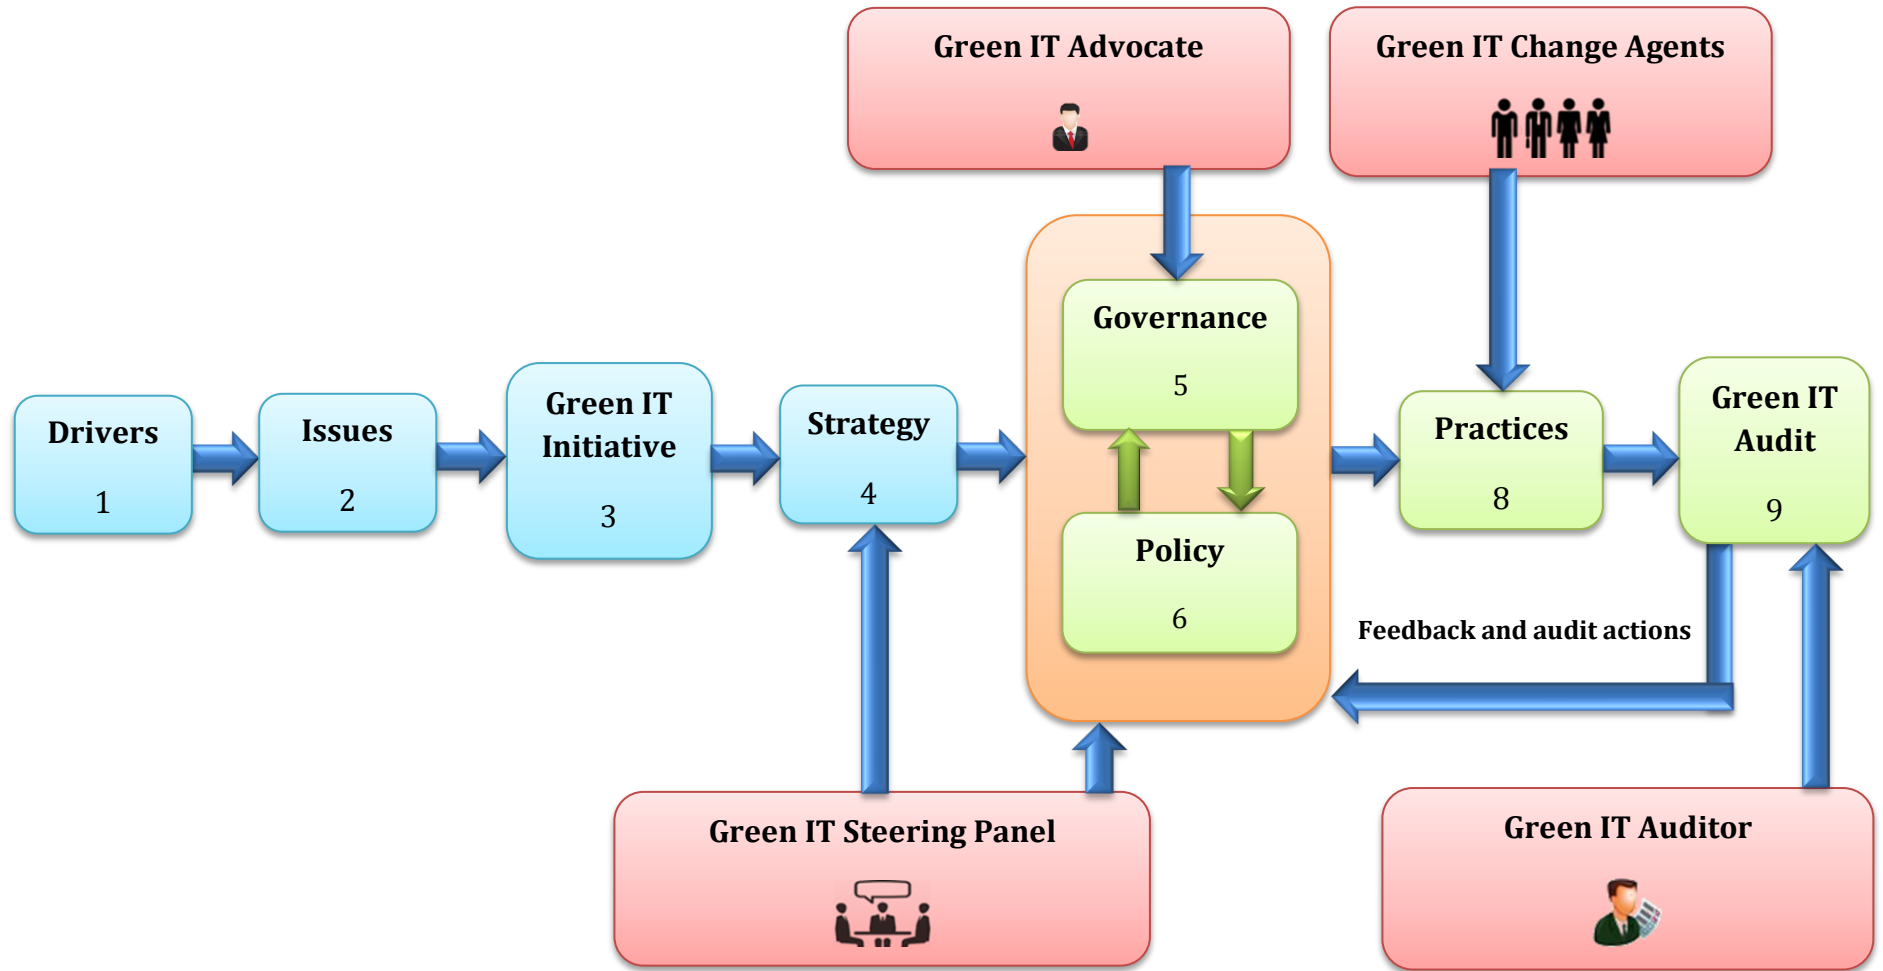 Green IT Advocate
Green IT Change Agents
Governance
5
Drivers
1
Issues
2
Green IT
Initiative
3
Strategy
4
Policy
6
Practices
8
Green IT
Audit
9
Feedback and audit actions
Green IT Steering Panel
Green IT Auditor